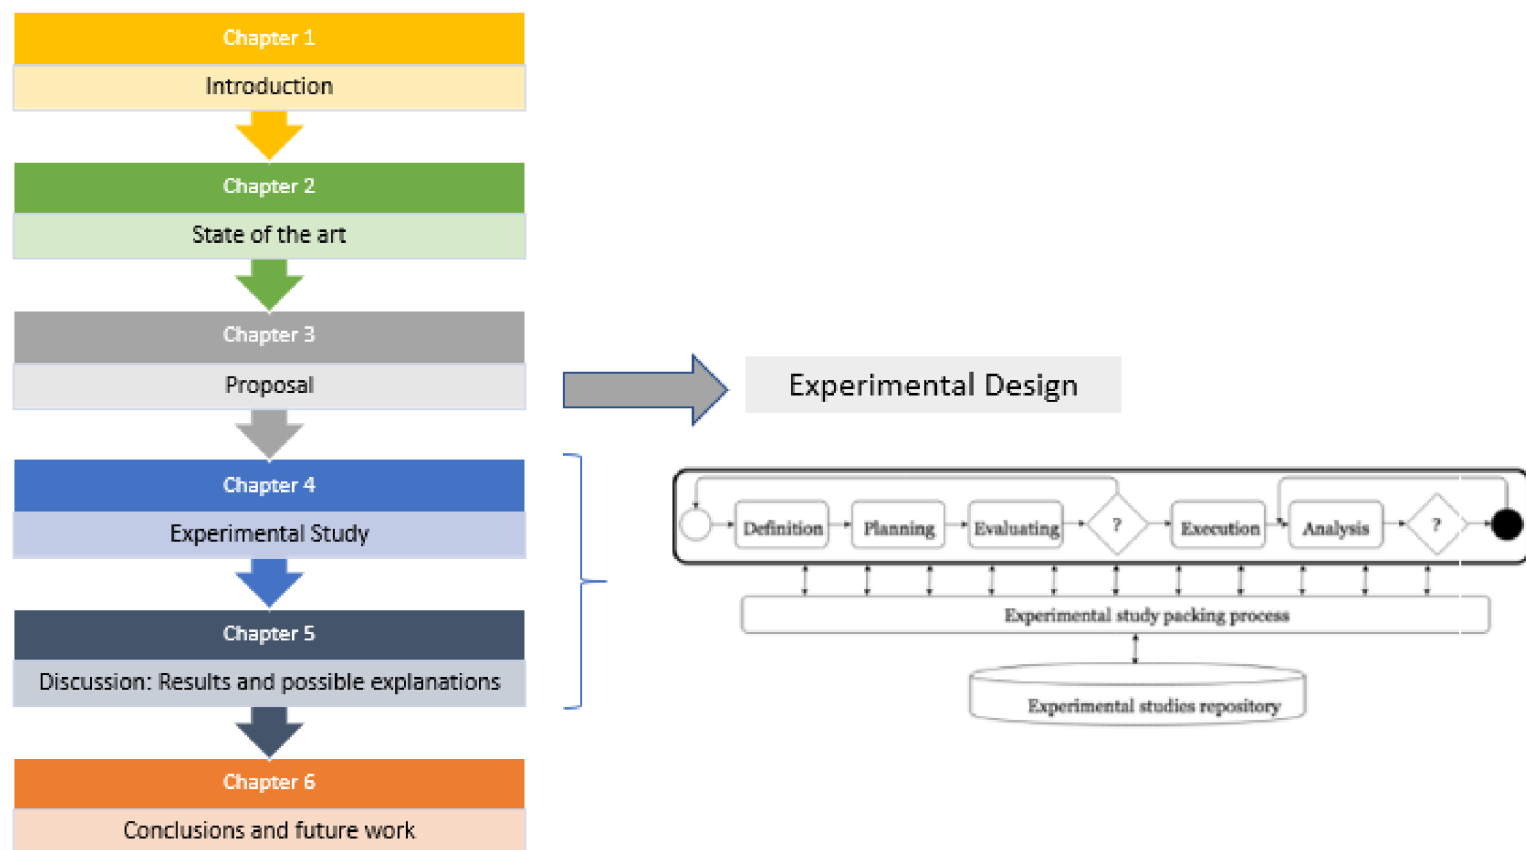 Chapter 1
Introduction
Chapter 2
State of the art
Chapter 3
Proposal
Experimental Design
Chapter 4
Experimental Study
Chapter 5
Discussion: Results and possible explanations
Chapter 6
Conclusions and future work
Definition
Planning
Evaluating
?
Execution
Analysis
?
Experimental study packing process
Experimental studies repository